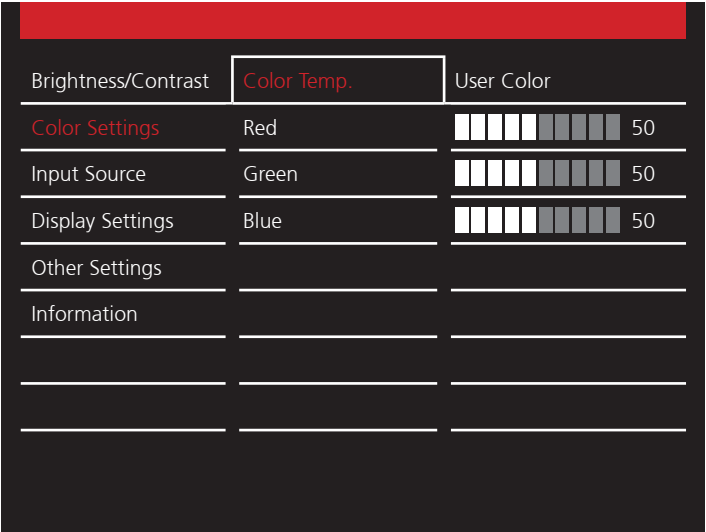 Brightness/Contrast Color Temp. User Color
Color Settings Red 50
Input Source Green 50
Display Settings Blue 50
Other Settings
Information